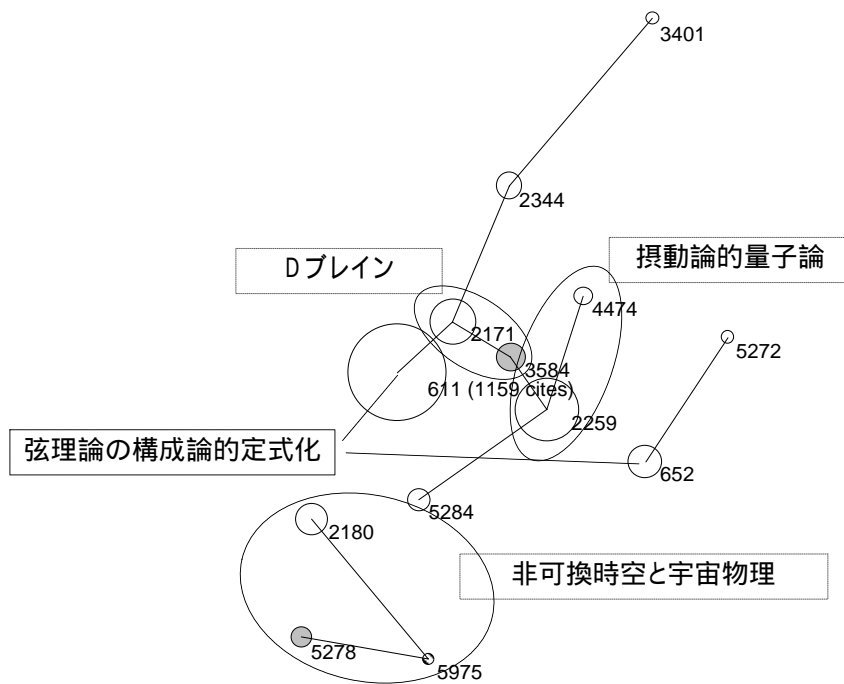 3401
2344
Dブレイン
摂動論的量子論
4474
2171
5272
3584
611 (1159 cites)
2259
弦理論の構成論的定式化
652
5284
2180
非可換時空と宇宙物理
5278
5975